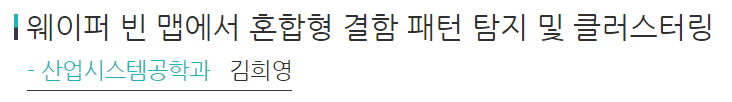 웨이퍼 빈 맵에서 혼합형 결함 패턴 탐지 및 클러스터링
- 산업시스템공학과 김희영